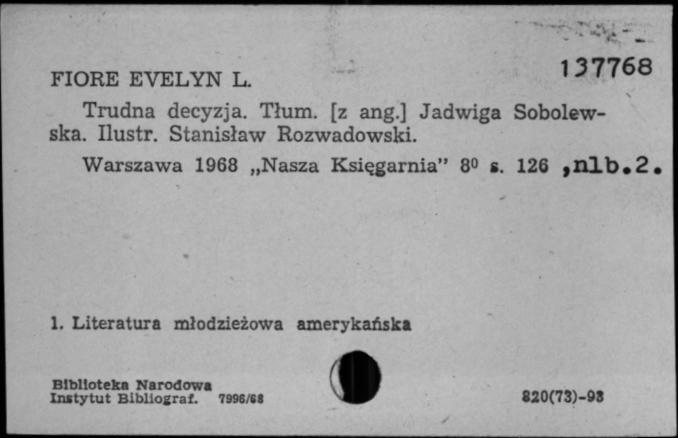 137768
FIORE EVELYN L.
Trudna decyzja. Tłum. [z ang.] Jadwiga Sobolew-
ska. Ilustr. Stanisław Rozwadowski.
Warszawa 1968 „Nasza Księgarnia” 8⁰ s. 126 ,nlb.2.
1. Literatura młodzieżowa amerykańska
Biblioteka Narodowa
Instytut Bibliograf. 7996/68
820(73)-93